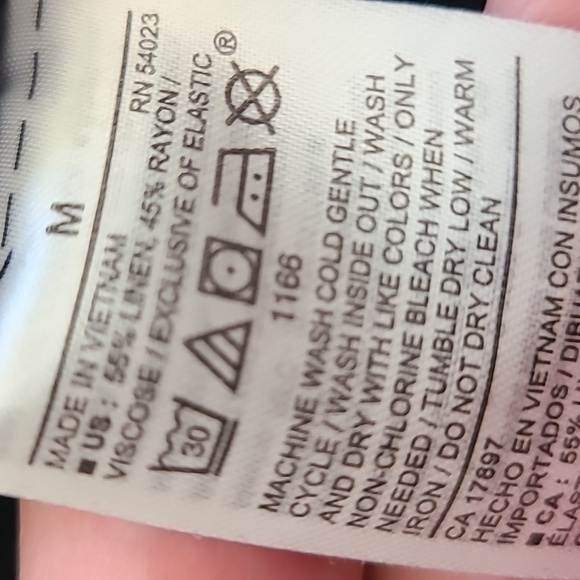 M
RN 54023
MADE IN VIETNAM
■ US : 55% LINEN, 45% RAYON /
VISCOSE / EXCLUSIVE OF ELASTIC
®
30
1166
MACHINE WASH COLD GENTLE
CYCLE / WASH INSIDE OUT / WASH
AND DRY WITH LIKE COLORS / ONLY
NON-CHLORINE BLEACH WHEN
NEEDED / TUMBLE DRY LOW / WARM
IRON / DO NOT DRY CLEAN
CA 17897
HECHO EN VIETNAM CON INSUMOS
IMPORTADOS /
■ CA : 55%